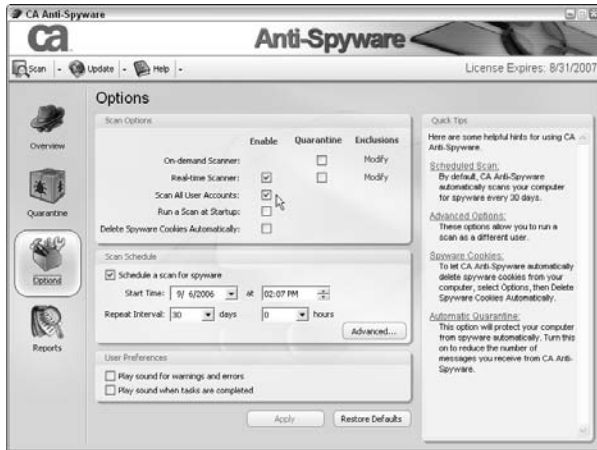 CA Anti-Spyware
ca
Anti-Spyware
Scan
Update
Help
License Expires: 8/31/2007
Overview
Quarantine
Options
Reports
Options
Scan Options
Enable Quarantine Exclusions
On-demand Scanner: Modify
Real-time Scanner: Modify
Scan All User Accounts:
Run a Scan at Startup:
Delete Spyware Cookies Automatically:
Scan Schedule
Schedule a scan for spyware
Start Time: 9/ 6/2006 at 02:07 PM
Repeat Interval: 30 days 0 hours
Advanced...
User Preferences
Play sound for warnings and errors
Play sound when tasks are completed
Apply Restore Defaults
Quick Tips
Here are some helpful hints for using CA
Anti-Spyware.
Scheduled Scan:
By default, CA Anti-Spyware
automatically scans your computer
for spyware every 30 days.
Advanced Options:
These options allow you to run a
scan as a different user.
Spyware Cookies:
To let CA Anti-Spyware automatically
delete spyware cookies from your
computer, select Options, then Delete
Spyware Cookies Automatically.
Automatic Quarantine:
This option will protect your computer
from spyware automatically. Turn this
on to reduce the number of
messages you receive from CA Anti-
Spyware.